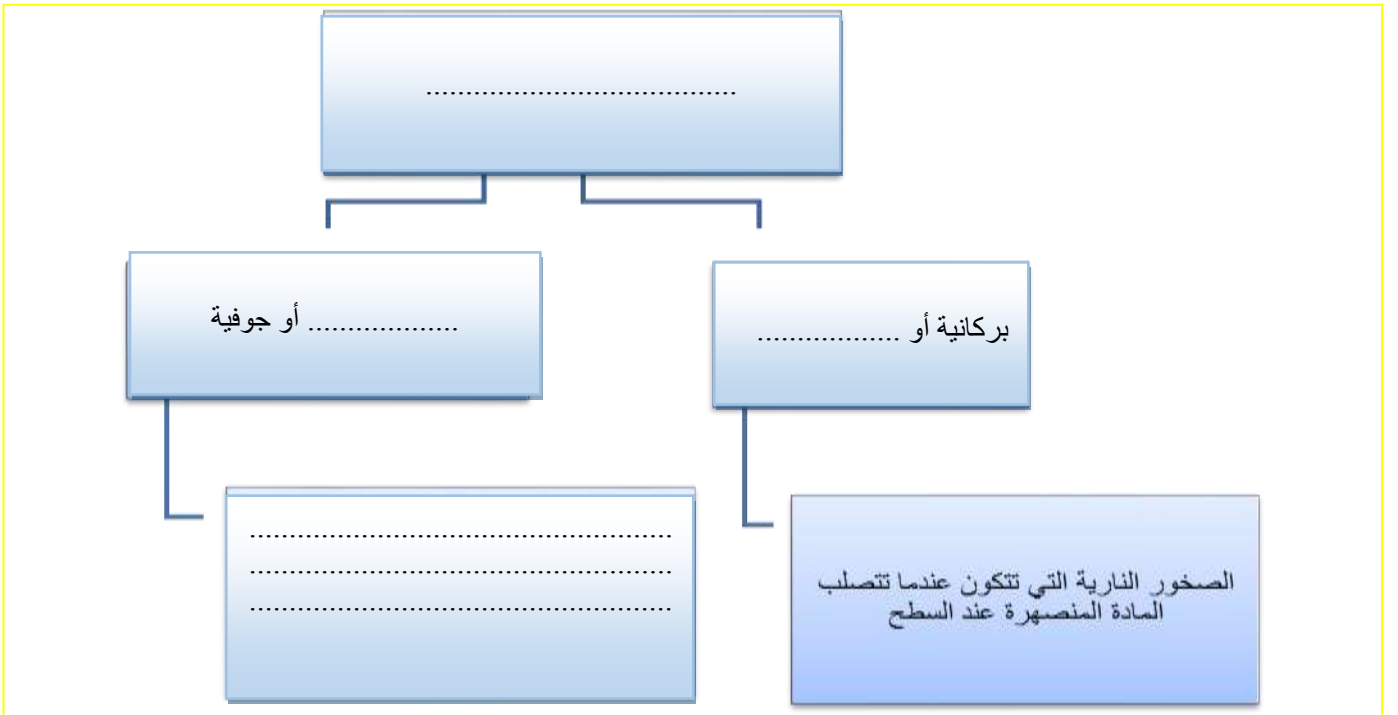 .......................................
بركانية أو ..................
................... أو جوفية
الصخور النارية التي تتكون عندما تتصلب
المادة المنصهرة عند السطح
......................................................
......................................................
......................................................